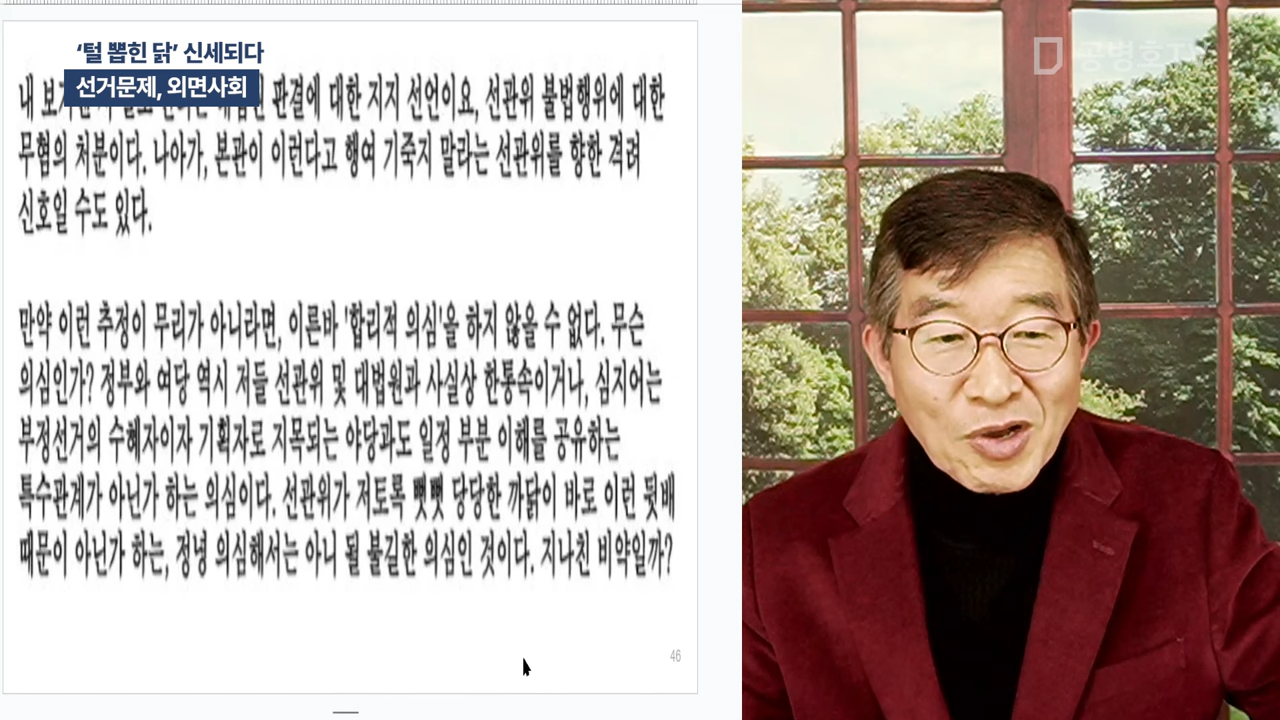 ‘털 뽑힌 닭’ 신세되다
선거문제, 외면사회
내 판결에 대한 지지 선언이요, 선관위 불법행위에 대한
무혐의 처분이다. 나아가, 본관이 이런다고 행여 기죽지 말라는 선관위를 향한 격려
신호일 수도 있다.
만약 이런 추정이 무리가 아니라면, 이른바 '합리적 의심'을 하지 않을 수 없다. 무슨
의심인가? 정부와 여당 역시 저들 선관위 및 대법원과 사실상 한통속이거나, 심지어는
부정선거의 수혜자이자 기획자로 지목되는 야당과도 일정 부분 이해를 공유하는
특수관계가 아닌가 하는 의심이다. 선관위가 저토록 뻣뻣 당당한 까닭이 바로 이런 뒷배
때문이 아닌가 하는, 정녕 의심해서는 아니 될 불길한 의심인 것이다. 지나친 비약일까?
46
공병호TV